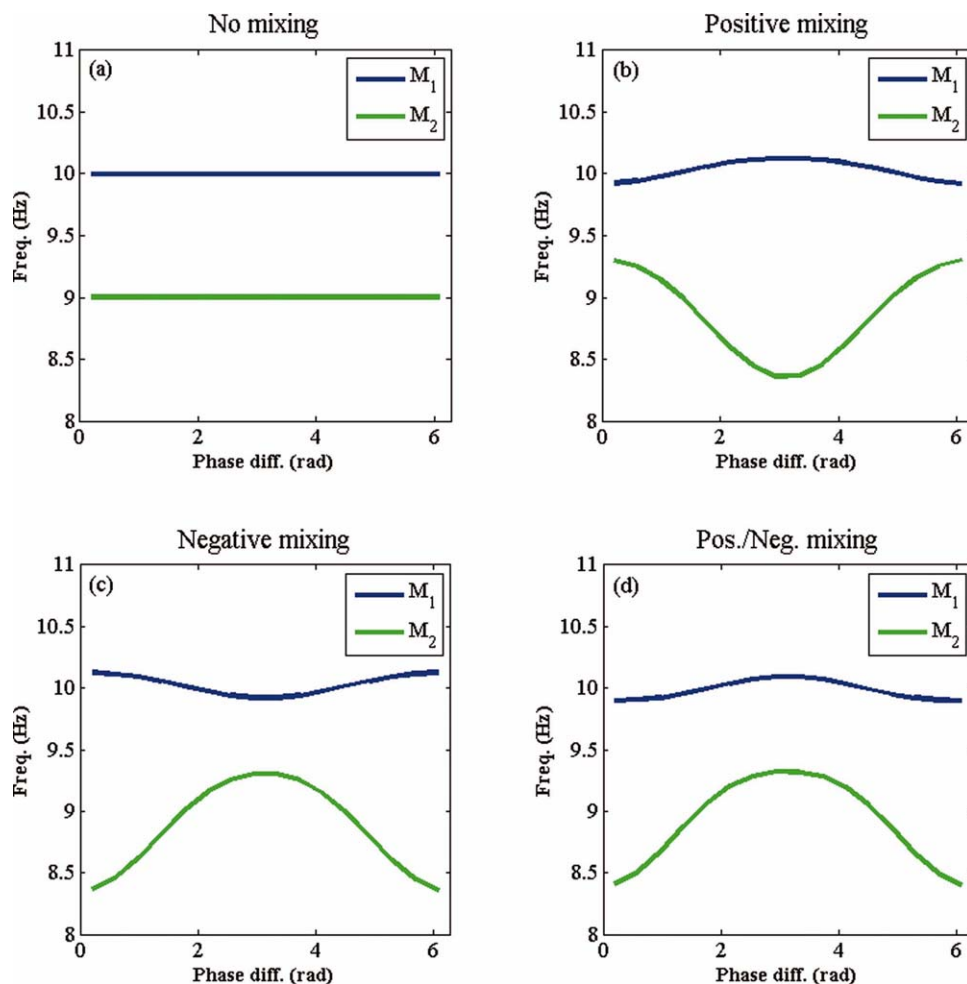 No mixing
(a)
M1
M2
11
10.5
10
9.5
9
8.5
8
Freq. (Hz)
0 2 4 6
Phase diff. (rad)
Positive mixing
(b)
M1
M2
11
10.5
10
9.5
9
8.5
8
Freq. (Hz)
0 2 4 6
Phase diff. (rad)
Negative mixing
(c)
M1
M2
11
10.5
10
9.5
9
8.5
8
Freq. (Hz)
0 2 4 6
Phase diff. (rad)
Pos./Neg. mixing
(d)
M1
M2
11
10.5
10
9.5
9
8.5
8
Freq. (Hz)
0 2 4 6
Phase diff. (rad)